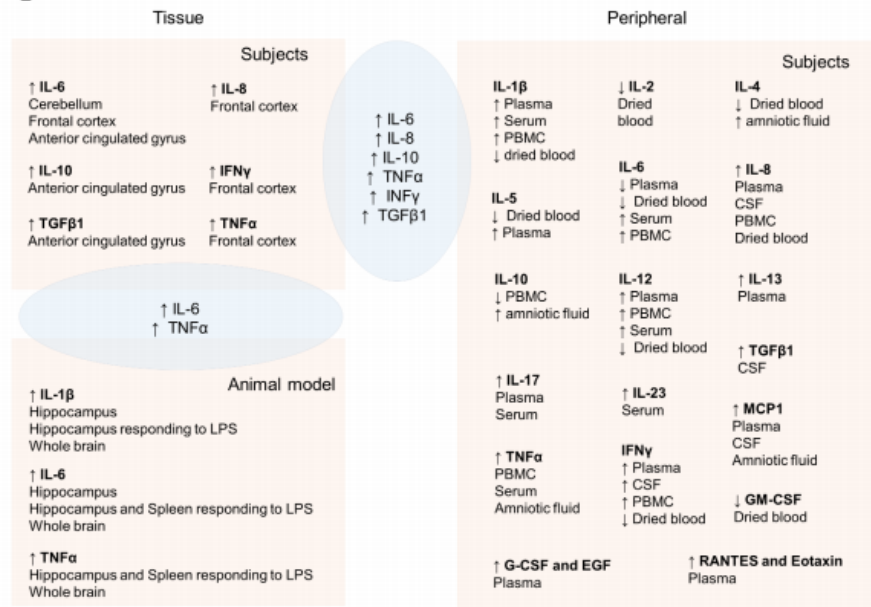 Tissue
Subjects
↑ IL-6
Cerebellum
Frontal cortex
Anterior cingulated gyrus
↑ IL-8
Frontal cortex
↑ IL-10
Anterior cingulated gyrus
↑ IFNγ
Frontal cortex
↑ TGFβ1
Anterior cingulated gyrus
↑ TNFα
Frontal cortex
↑ IL-6
↑ TNFα
Animal model
↑ IL-1β
Hippocampus
Hippocampus responding to LPS
Whole brain
↑ IL-6
Hippocampus
Hippocampus and Spleen responding to LPS
Whole brain
↑ TNFα
Hippocampus and Spleen responding to LPS
Whole brain
↑ IL-6
↑ IL-8
↑ IL-10
↑ TNFα
↑ INFγ
↑ TGFβ1
Peripheral
Subjects
IL-1β
↑ Plasma
↑ Serum
↑ PBMC
↓ dried blood
↓ IL-2
Dried
blood
IL-4
↓ Dried blood
↑ amniotic fluid
IL-5
↓ Dried blood
↑ Plasma
IL-6
↓ Plasma
↓ Dried blood
↑ Serum
↑ PBMC
↑ IL-8
Plasma
CSF
PBMC
Dried blood
IL-10
↓ PBMC
↑ amniotic fluid
IL-12
↑ Plasma
↑ PBMC
↑ Serum
↓ Dried blood
↑ IL-13
Plasma
↑ TGFβ1
CSF
↑ IL-17
Plasma
Serum
↑ IL-23
Serum
↑ MCP1
Plasma
CSF
Amniotic fluid
↑ TNFα
PBMC
Serum
Amniotic fluid
IFNγ
↑ Plasma
↑ CSF
↑ PBMC
↓ Dried blood
↓ GM-CSF
Dried blood
↑ G-CSF and EGF
Plasma
↑ RANTES and Eotaxin
Plasma